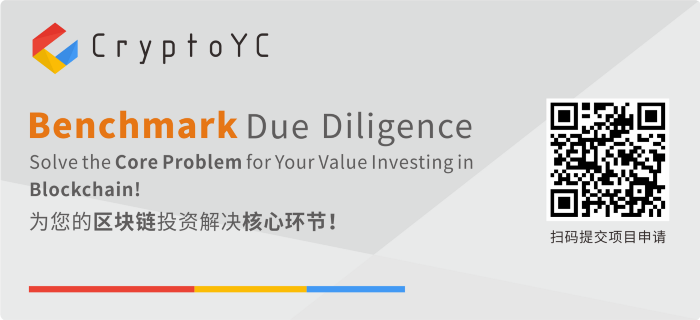 CryptoYC
Benchmark Due Diligence
Solve the Core Problem for Your Value Investing in
Blockchain!
为您的区块链投资解决核心环节！
扫码提交项目申请